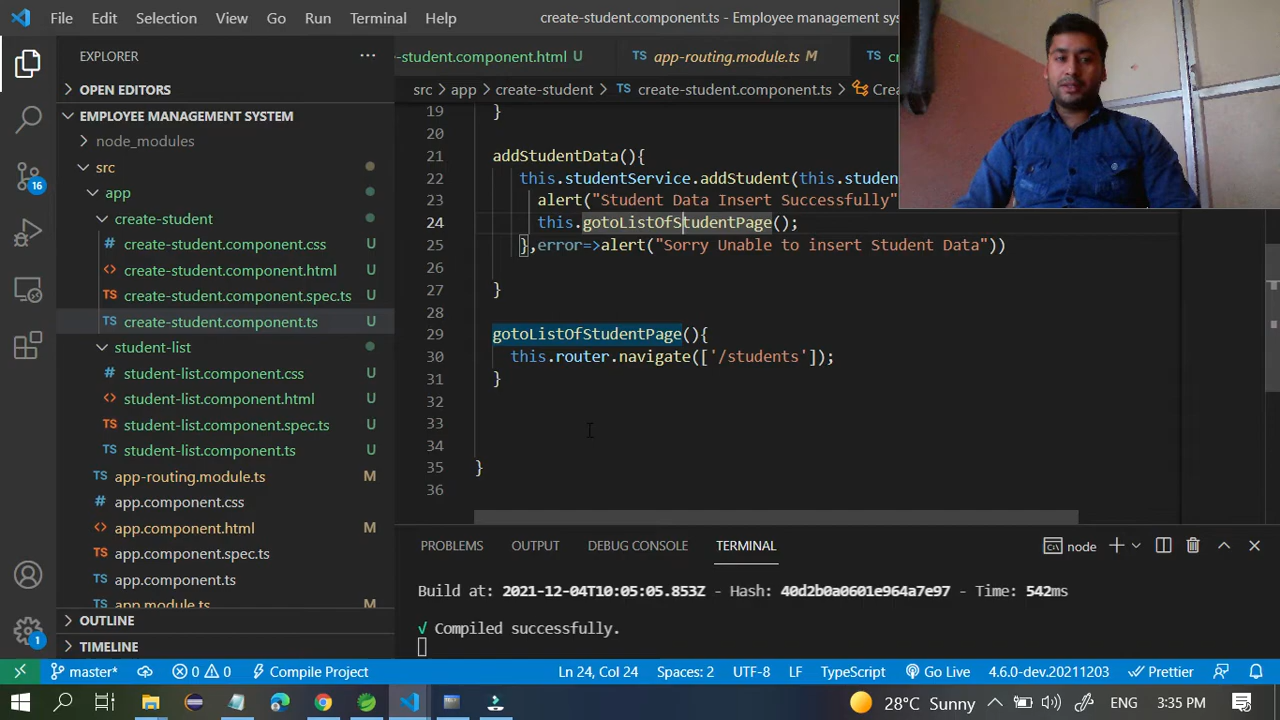 File Edit Selection View Go Run Terminal Help create-student.component.ts - Employee management system
EXPLORER
OPEN EDITORS
EMPLOYEE MANAGEMENT SYSTEM
node_modules
src
app
create-student
create-student.component.css U
create-student.component.html U
create-student.component.spec.ts U
create-student.component.ts U
student-list
student-list.component.css U
student-list.component.html U
student-list.component.spec.ts U
student-list.component.ts U
app-routing.module.ts M
app.component.css
app.component.html M
app.component.spec.ts
app.component.ts
app.module.ts M
OUTLINE
TIMELINE
16
1
-student.component.html U TS app-routing.module.ts M TS
src > app > create-student > TS create-student.component.ts >
19 }
20
21 addStudentData(){
22 this.studentService.addStudent(this.
23 alert("Student Data Insert Successfully"
24 this.gotoListOfStudentPage();
25 },error=>alert("Sorry Unable to insert Student Data"))
26
27 }
28
29 gotoListOfStudentPage(){
30 this.router.navigate(['/students']);
31 }
32
33
34
35 }
36
PROBLEMS OUTPUT DEBUG CONSOLE TERMINAL node
Build at: 2021-12-04T10:05:05.853Z - Hash: 40d2b0a0601e964a7e97 - Time: 542ms
√ Compiled successfully.
master* 0 0 Compile Project Ln 24, Col 24 Spaces: 2 UTF-8 LF TypeScript Go Live 4.6.0-dev.20211203 Prettier
28°C Sunny ENG 3:35 PM